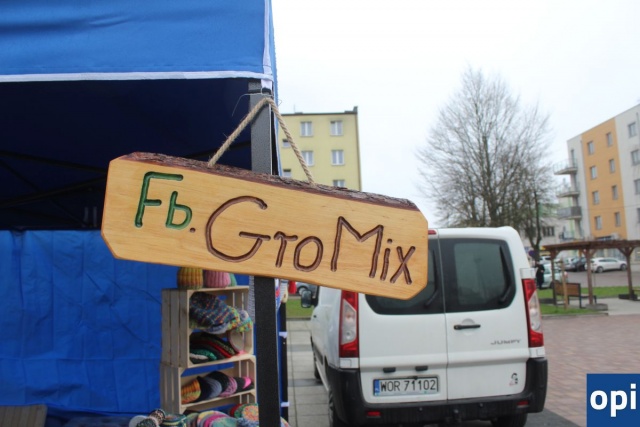 Fb. GroMix
WOR 71102
JUMPY
opi